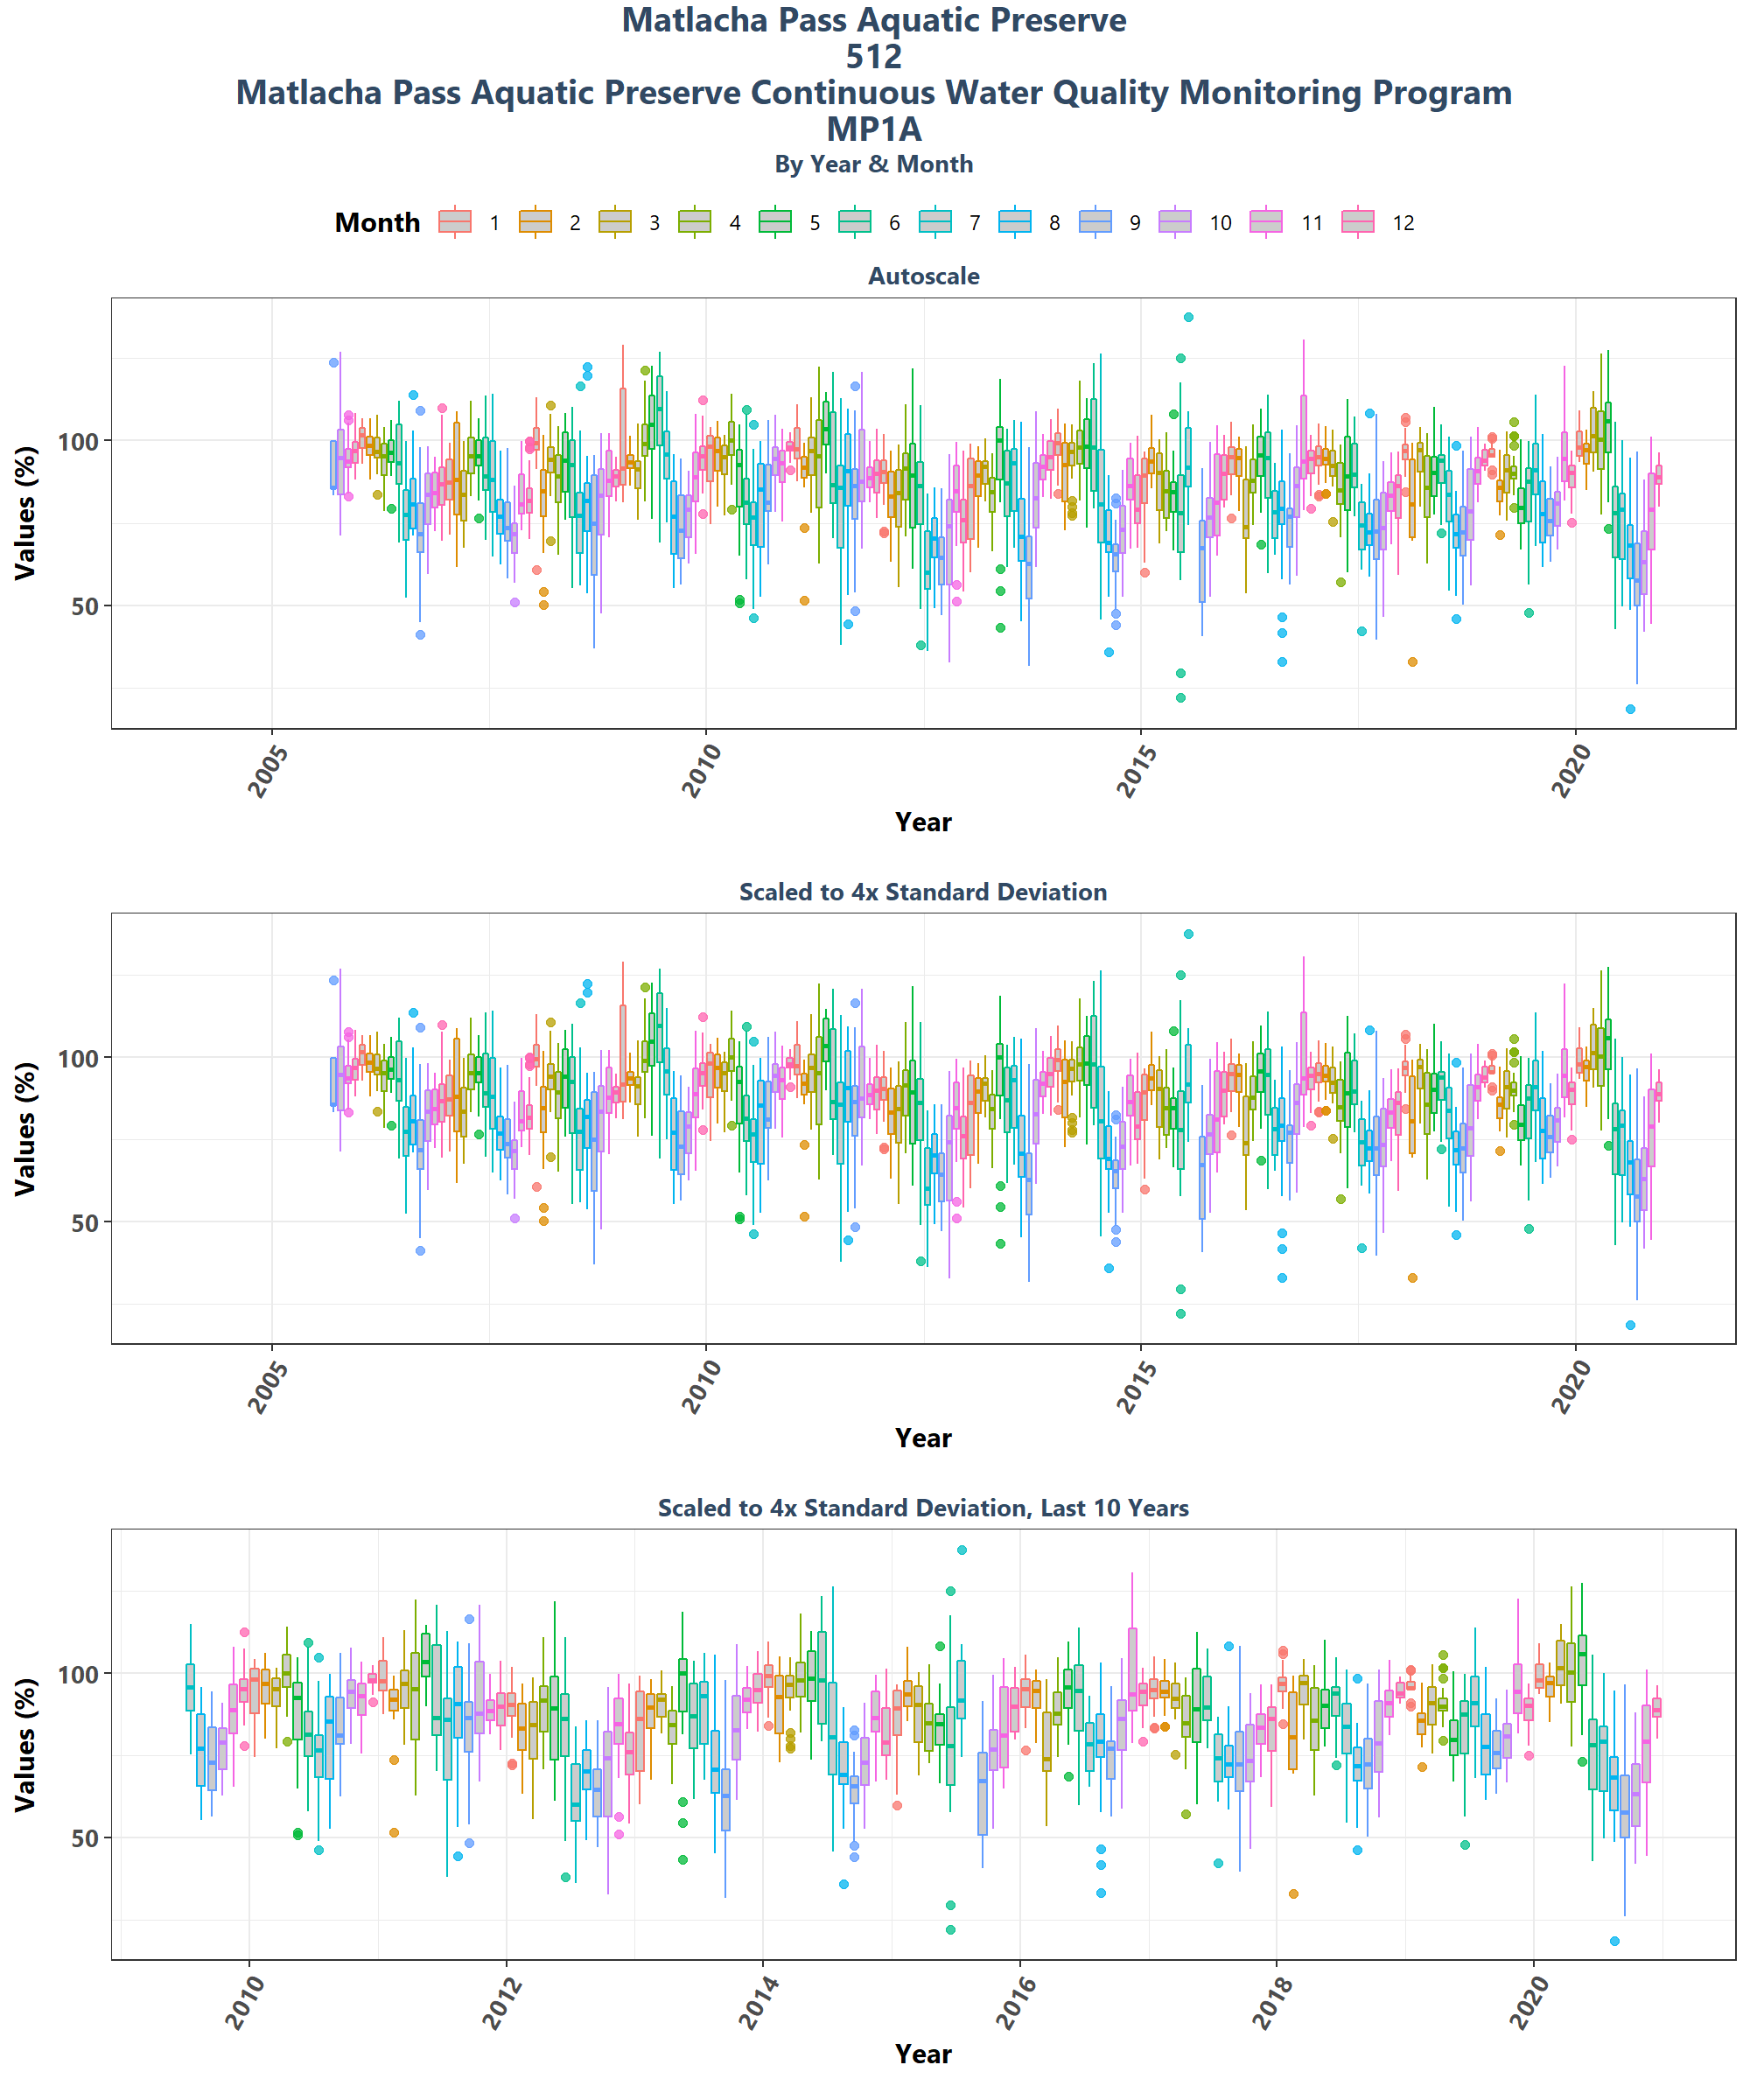 Matlacha Pass Aquatic Preserve
512
Matlacha Pass Aquatic Preserve Continuous Water Quality Monitoring Program
MP1A
By Year & Month
Month 1 2 3 4 5 6 7 8 9 10 11 12
Autoscale
Values (%)
100
50
2005 2010 2015 2020
Year
Scaled to 4x Standard Deviation
Values (%)
100
50
2005 2010 2015 2020
Year
Scaled to 4x Standard Deviation, Last 10 Years
Values (%)
100
50
2010 2012 2014 2016 2018 2020
Year